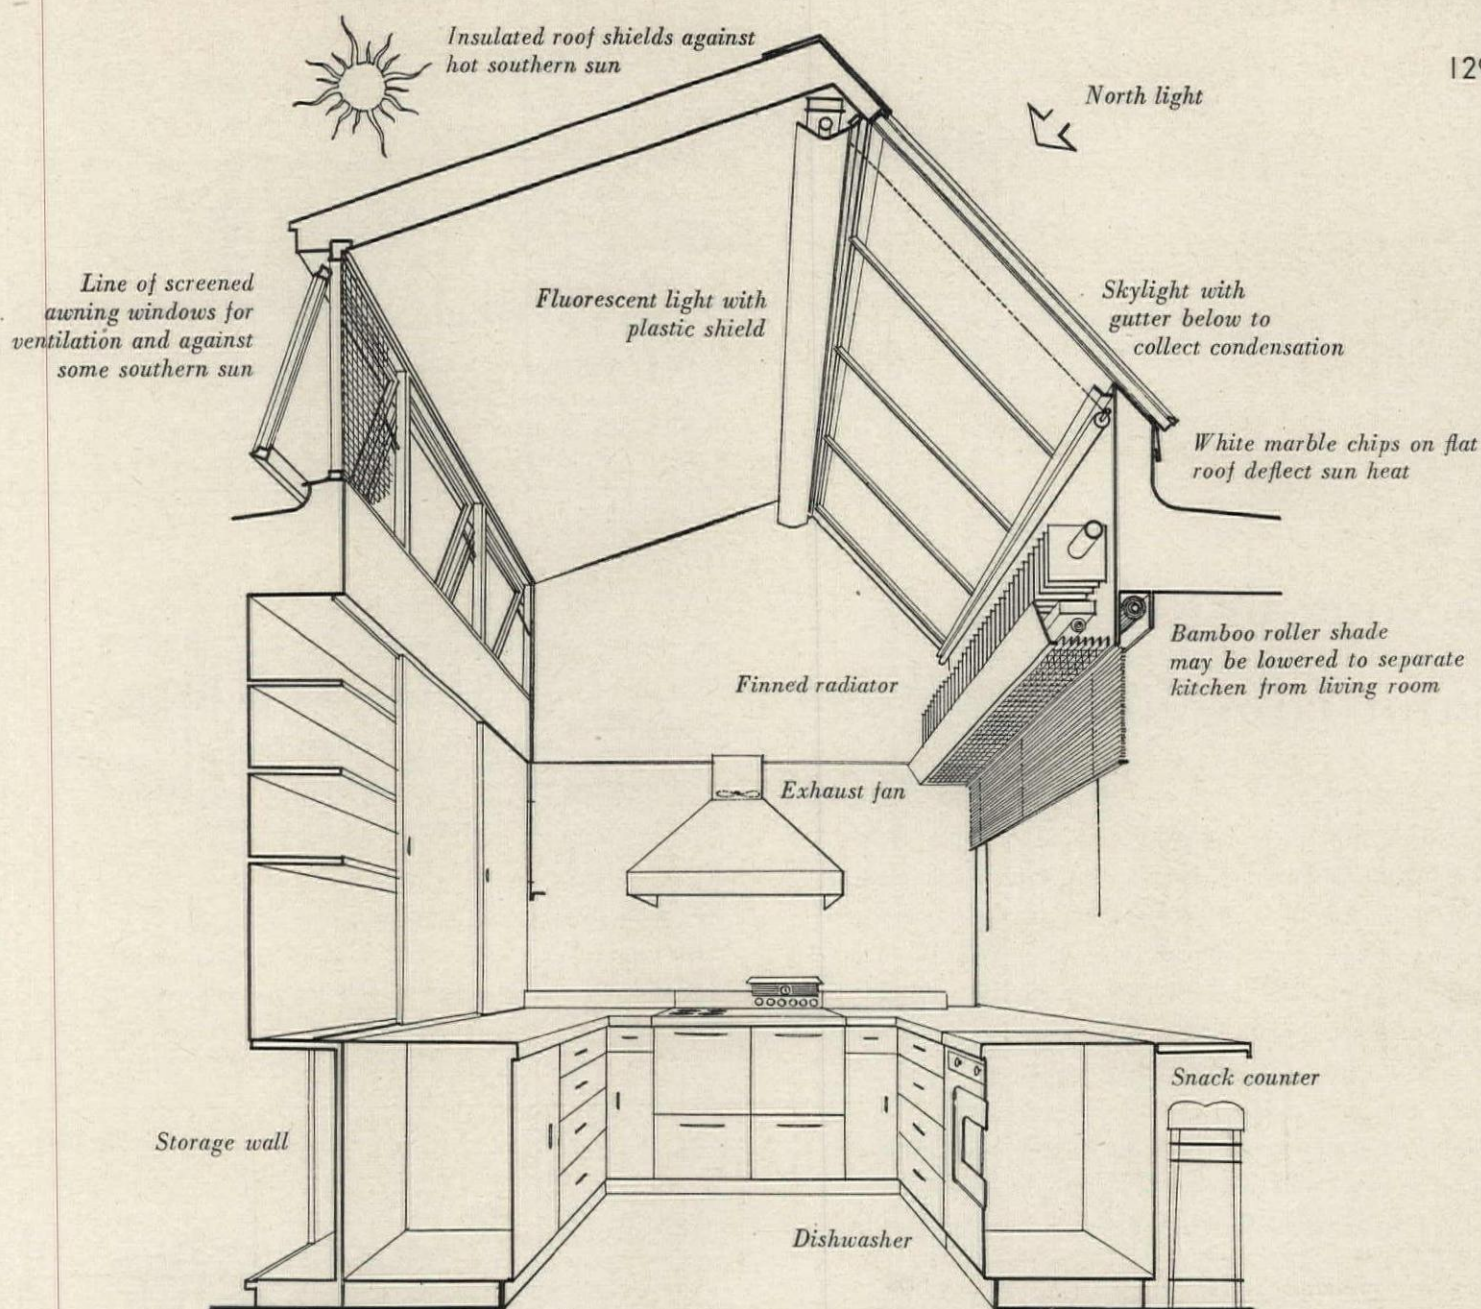 Insulated roof shields against
hot southern sun
129
North light
Line of screened
awning windows for
ventilation and against
some southern sun
Fluorescent light with
plastic shield
Skylight with
gutter below to
collect condensation
White marble chips on flat
roof deflect sun heat
Finned radiator
Bamboo roller shade
may be lowered to separate
kitchen from living room
Exhaust fan
Snack counter
Storage wall
Dishwasher